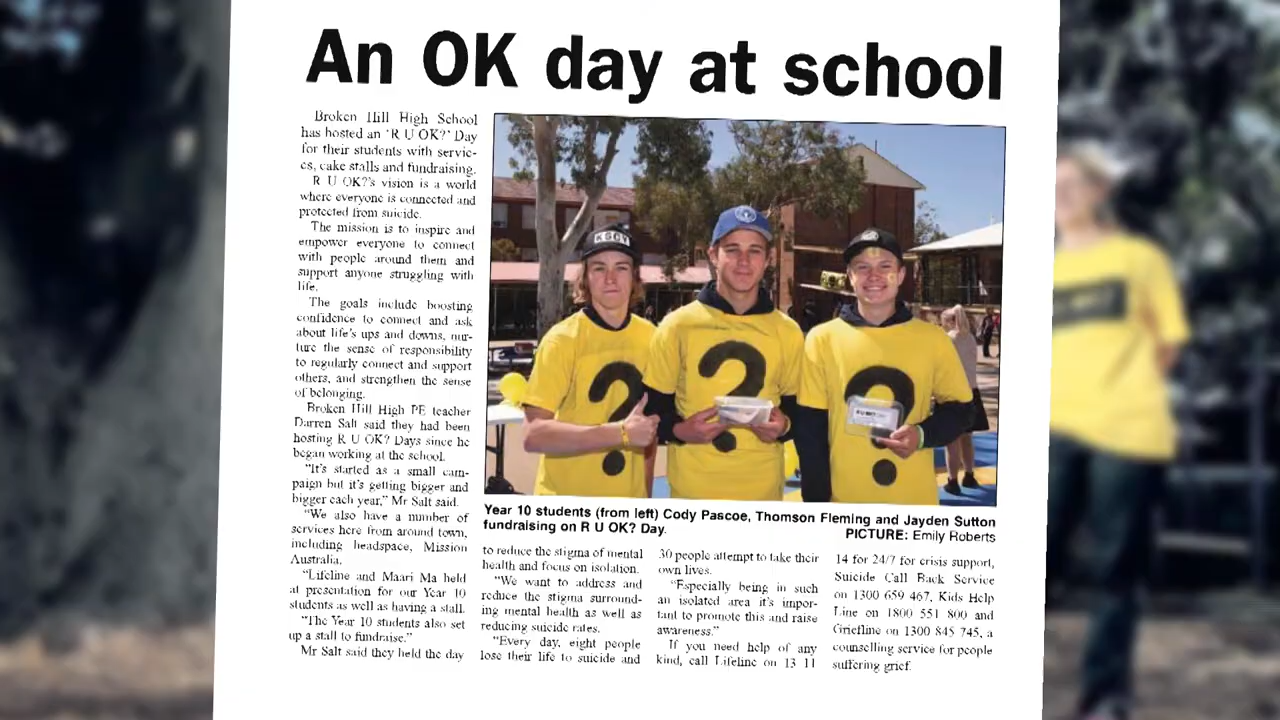 An OK day at school
Broken Hill High School
has hosted an 'R U OK?' Day
for their students with servic-
es, cake stalls and fundraising.
R U OK?'s vision is a world
where everyone is connected and
protected from suicide.
The mission is to inspire and
empower everyone to connect
with people around them and
support anyone struggling with
life.
The goals include boosting
confidence to connect and ask
about life's ups and downs, nur-
ture the sense of responsibility
to regularly connect and support
others, and strengthen the sense
of belonging.
Broken Hill High PE teacher
Darren Salt said they had been
hosting R U OK? Days since he
began working at the school.
"It's started as a small cam-
paign but it's getting bigger and
bigger each year," Mr Salt said.
"We also have a number of
services here from around town,
including headspace, Mission
Australia.
"Lifeline and Maari Ma held
at presentation for our Year 10
students as well as having a stall.
"The Year 10 students also set
up a stall to fundraise."
Mr Salt said they held the day
KSCY
?
?
?
Year 10 students (from left) Cody Pascoe, Thomson Fleming and Jayden Sutton
fundraising on R U OK? Day. PICTURE: Emily Roberts
to reduce the stigma of mental
health and focus on isolation.
"We want to address and
reduce the stigma surround-
ing mental health as well as
reducing suicide rates.
"Every day, eight people
lose their life to suicide and
30 people attempt to take their
own lives.
"Especially being in such
an isolated area it's impor-
tant to promote this and raise
awareness."
If you need help of any
kind, call Lifeline on 13 11
14 for 24/7 for crisis support,
Suicide Call Back Service
on 1300 659 467, Kids Help
Line on 1800 551 800 and
Griefline on 1300 845 745, a
counselling service for people
suffering grief.